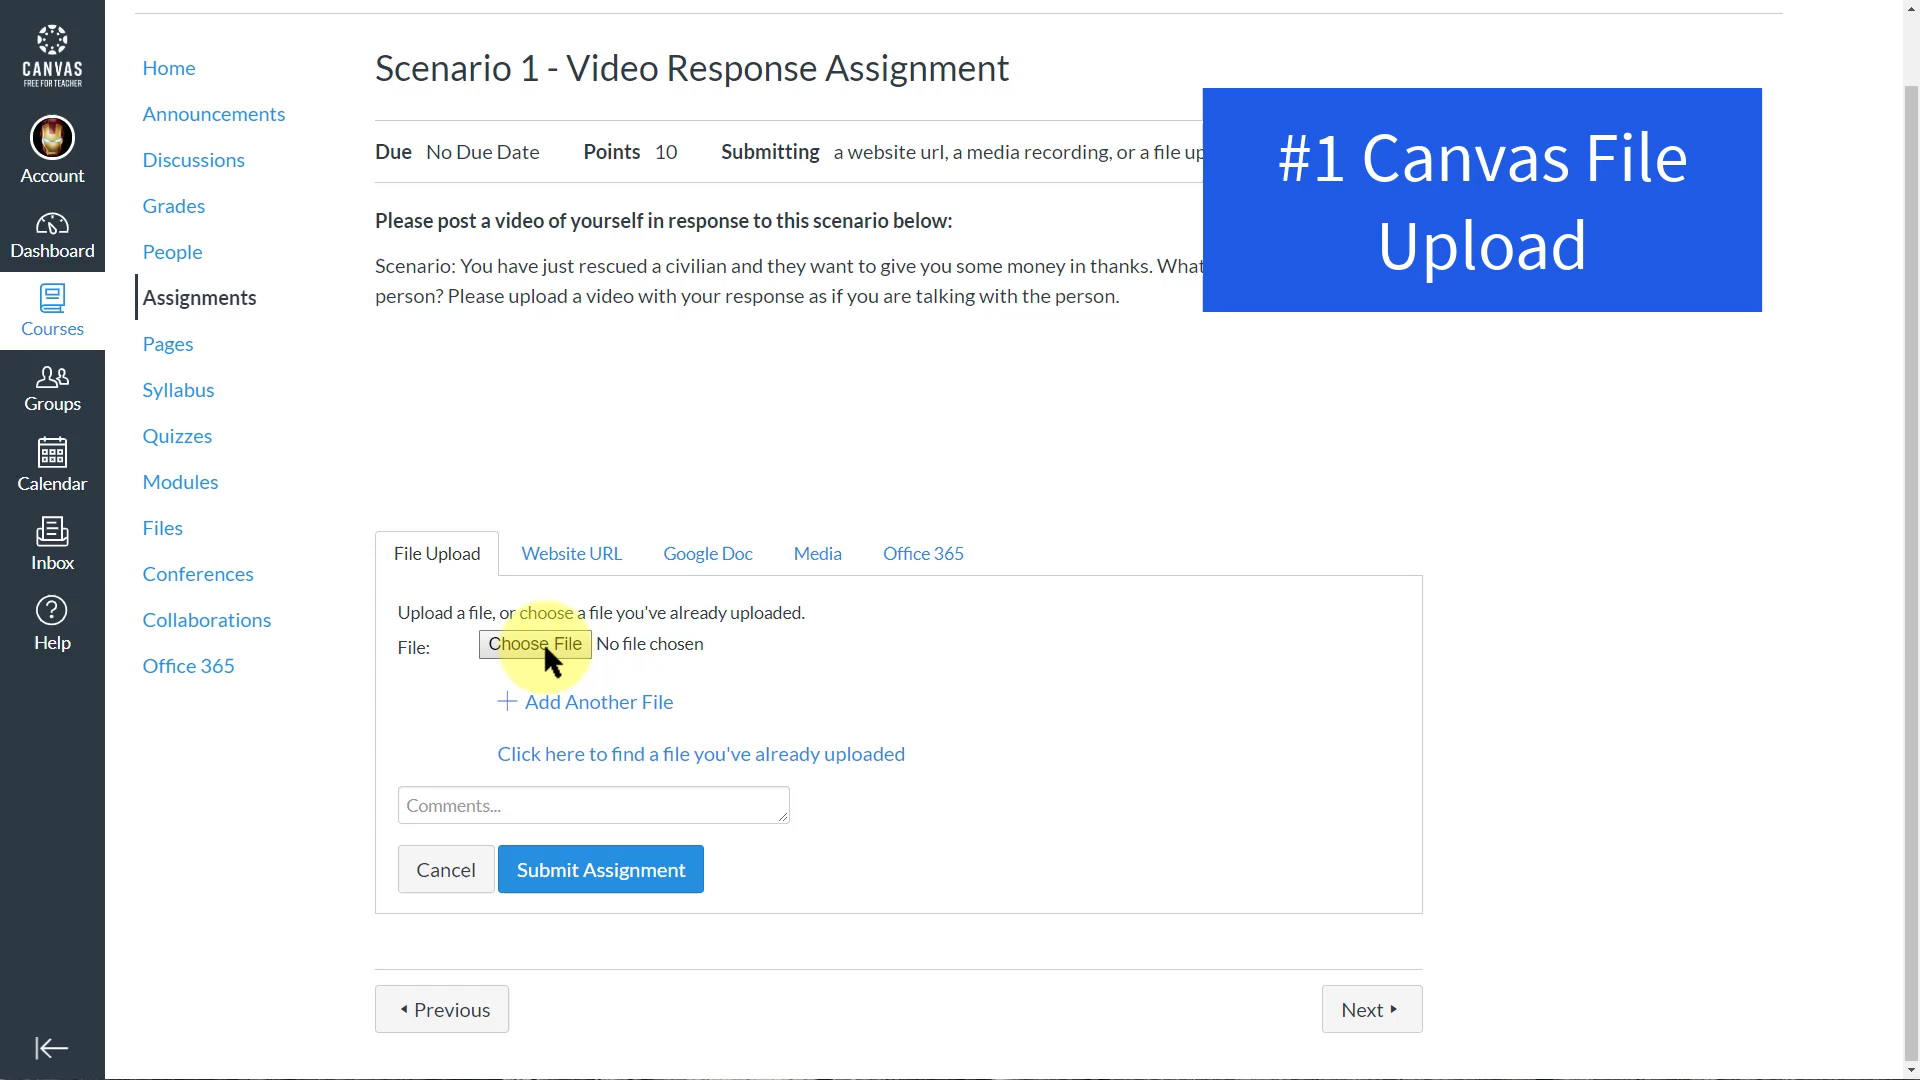 CANVAS
FREE FOR TEACHER
Account
Dashboard
Courses
Groups
Calendar
Inbox
Help
Home
Announcements
Discussions
Grades
People
Assignments
Pages
Syllabus
Quizzes
Modules
Files
Conferences
Collaborations
Office 365
Scenario 1 - Video Response Assignment
Due No Due Date Points 10 Submitting a website url, a media recording, or a file up
#1 Canvas File
Upload
Please post a video of yourself in response to this scenario below:
Scenario: You have just rescued a civilian and they want to give you some money in thanks. What
person? Please upload a video with your response as if you are talking with the person.
File Upload Website URL Google Doc Media Office 365
Upload a file, or choose a file you've already uploaded.
File: Choose File No file chosen
Add Another File
Click here to find a file you've already uploaded
Comments...
Cancel Submit Assignment
Previous Next